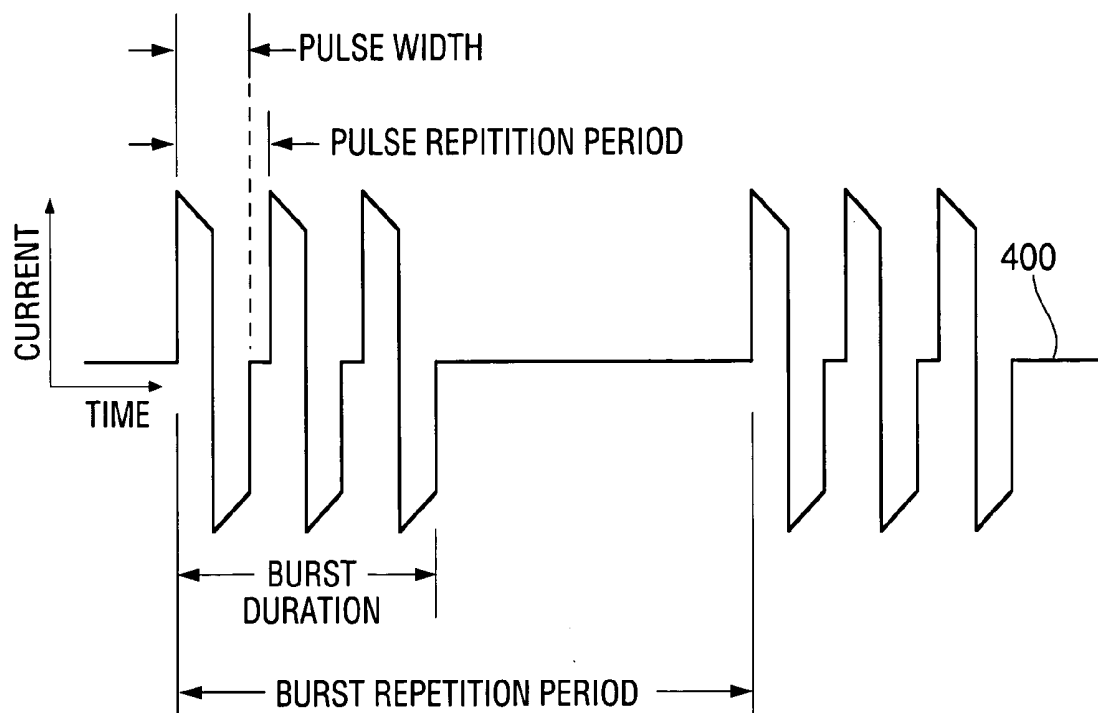 PULSE WIDTH
PULSE REPITITION PERIOD
CURRENT
400
TIME
BURST
DURATION
BURST REPETITION PERIOD